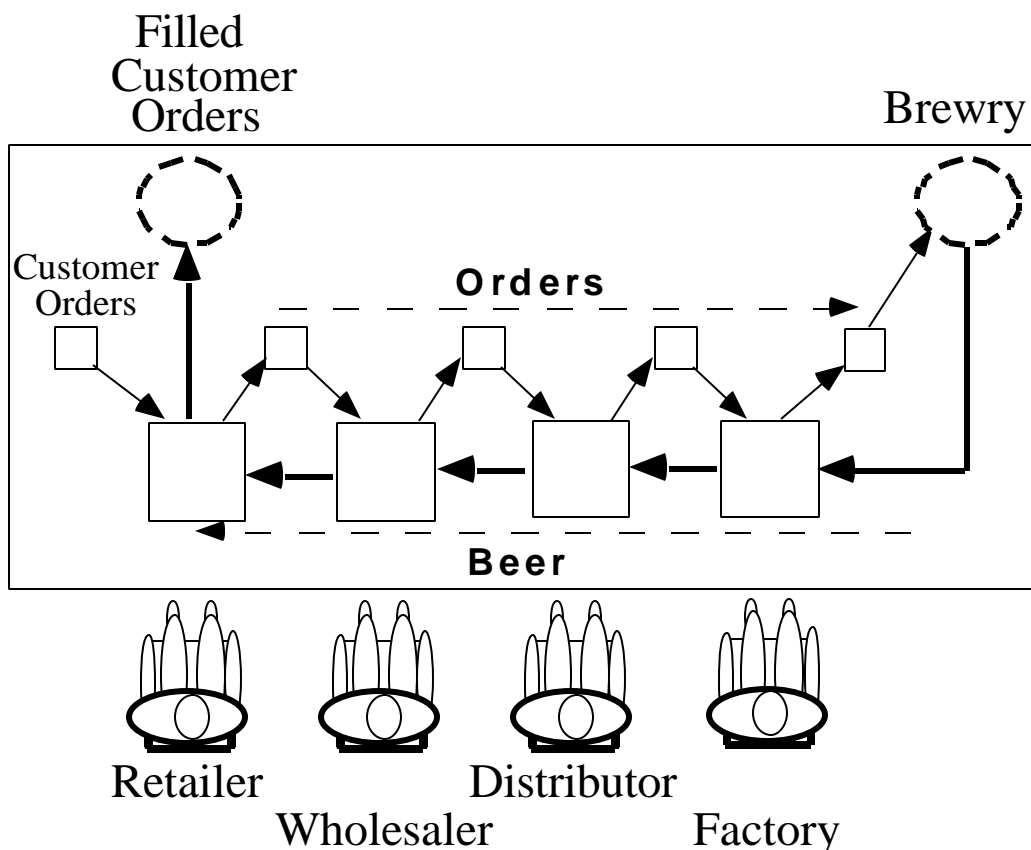 Filled
Customer
Orders
Brewry
Customer
Orders
Orders
Beer
Retailer
Wholesaler
Distributor
Factory